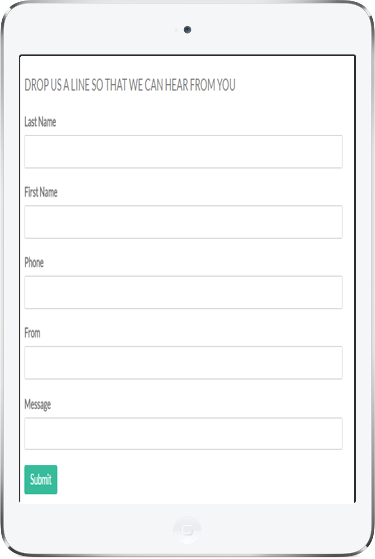 DROP US A LINE SO THAT WE CAN HEAR FROM YOU
Last Name
First Name
Phone
From
Message
Submit